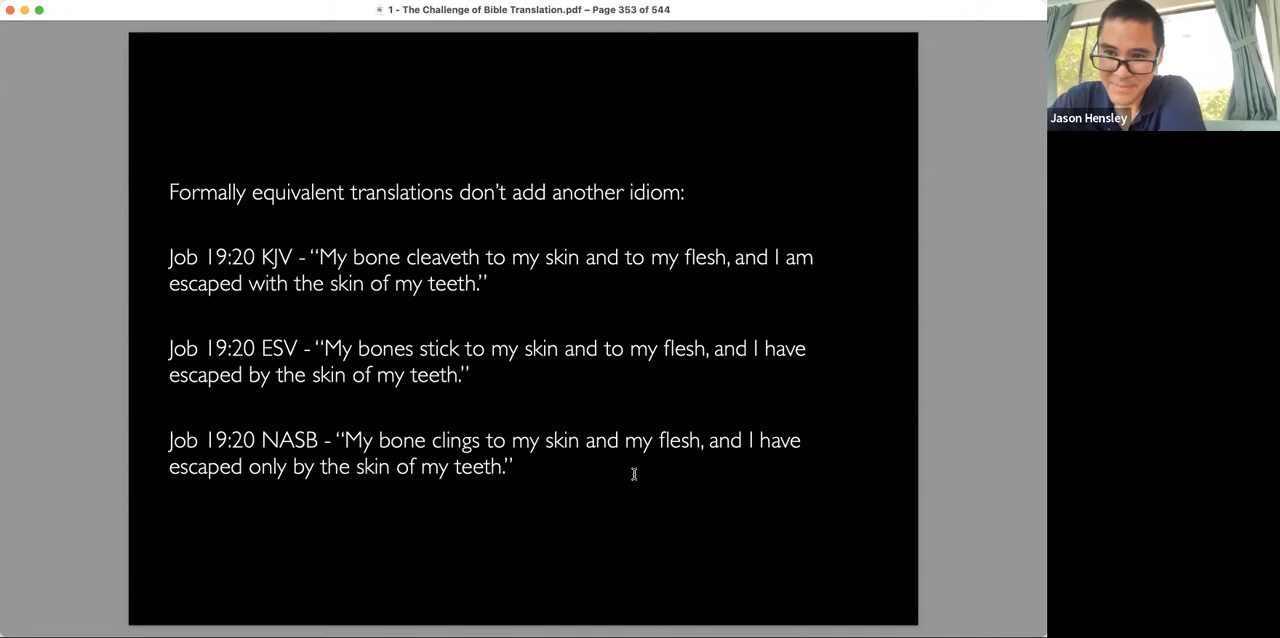 1 - The Challenge of Bible Translation.pdf – Page 353 of 544
Jason Hensley
Formally equivalent translations don’t add another idiom:
Job 19:20 KJV - “My bone cleaveth to my skin and to my flesh, and I am
escaped with the skin of my teeth.”
Job 19:20 ESV - “My bones stick to my skin and to my flesh, and I have
escaped by the skin of my teeth.”
Job 19:20 NASB - “My bone clings to my skin and my flesh, and I have
escaped only by the skin of my teeth.”